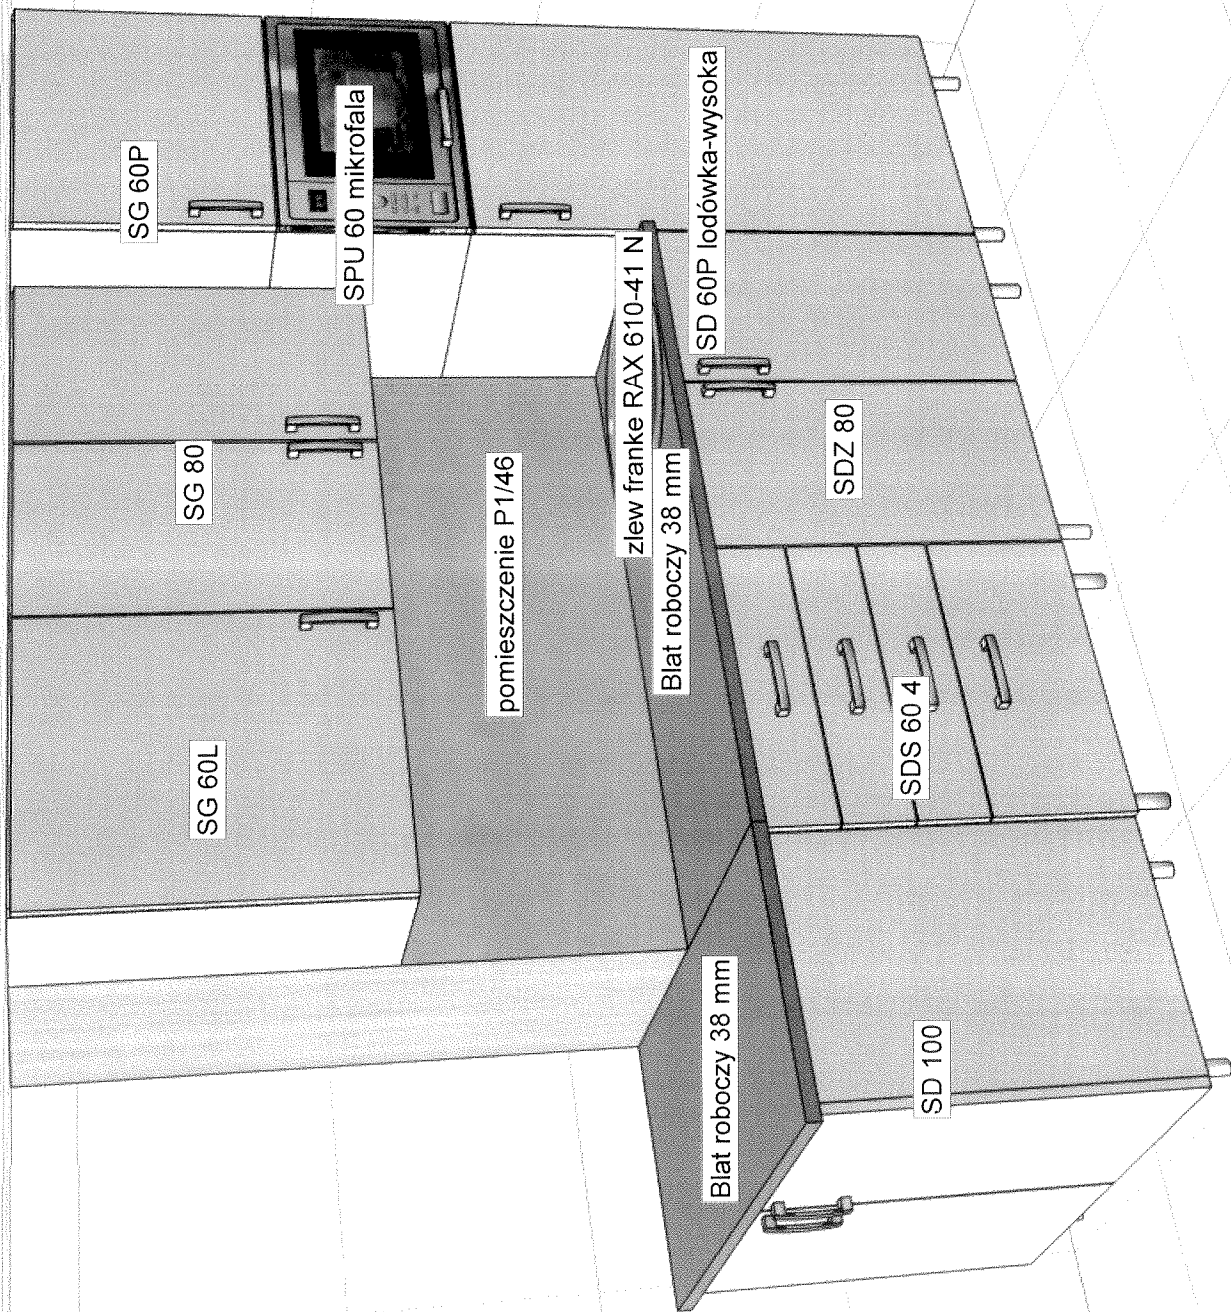 SG 60P
SPU 60 mikrofala
SG 80
SG 60L
pomieszczenie P1/46
zlew franke RAX 610-41 N
Blat roboczy 38 mm
SD 60P lodówka-wysoka
SDZ 80
SDS 60 4
Blat roboczy 38 mm
SD 100